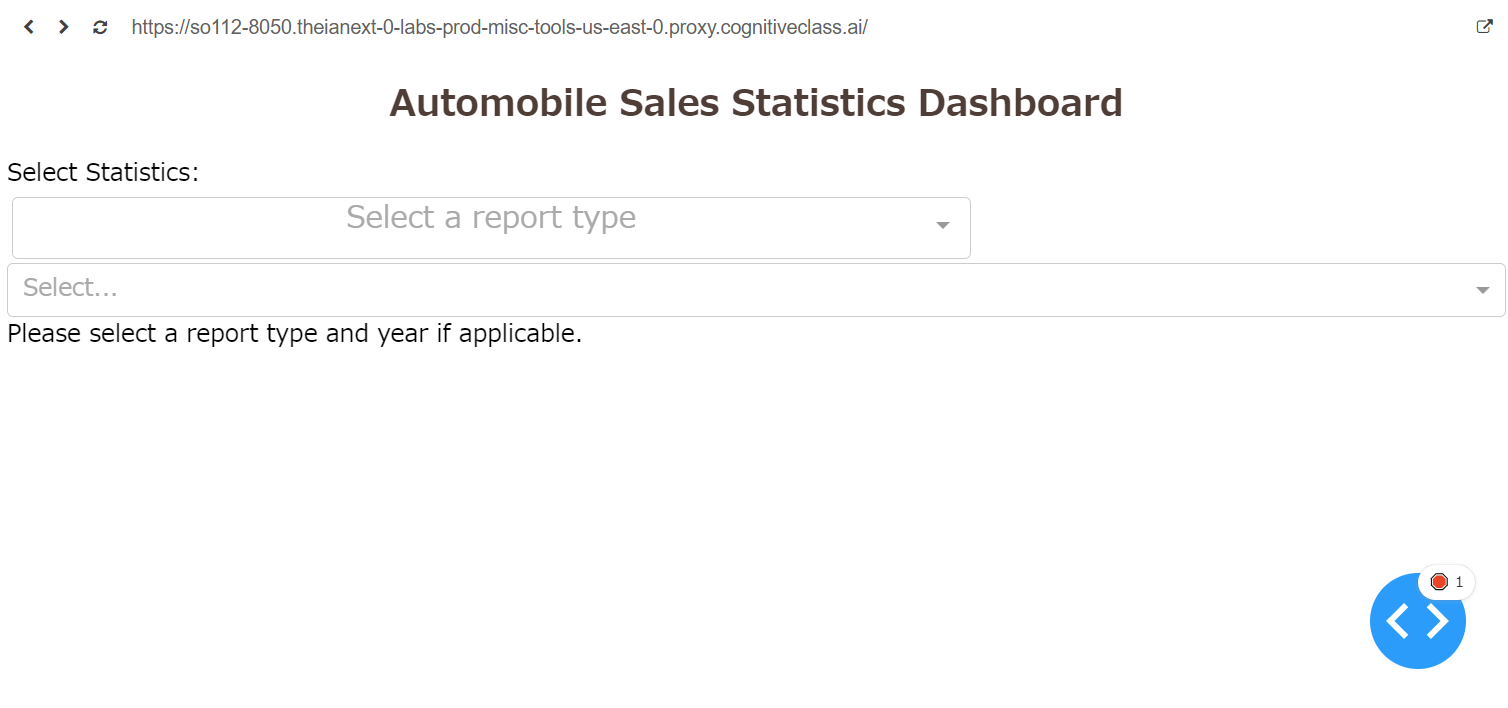 https://so112-8050.theianext-0-labs-prod-misc-tools-us-east-0.proxy.cognitiveclass.ai/
Automobile Sales Statistics Dashboard
Select Statistics:
Select a report type
Select...
Please select a report type and year if applicable.
1